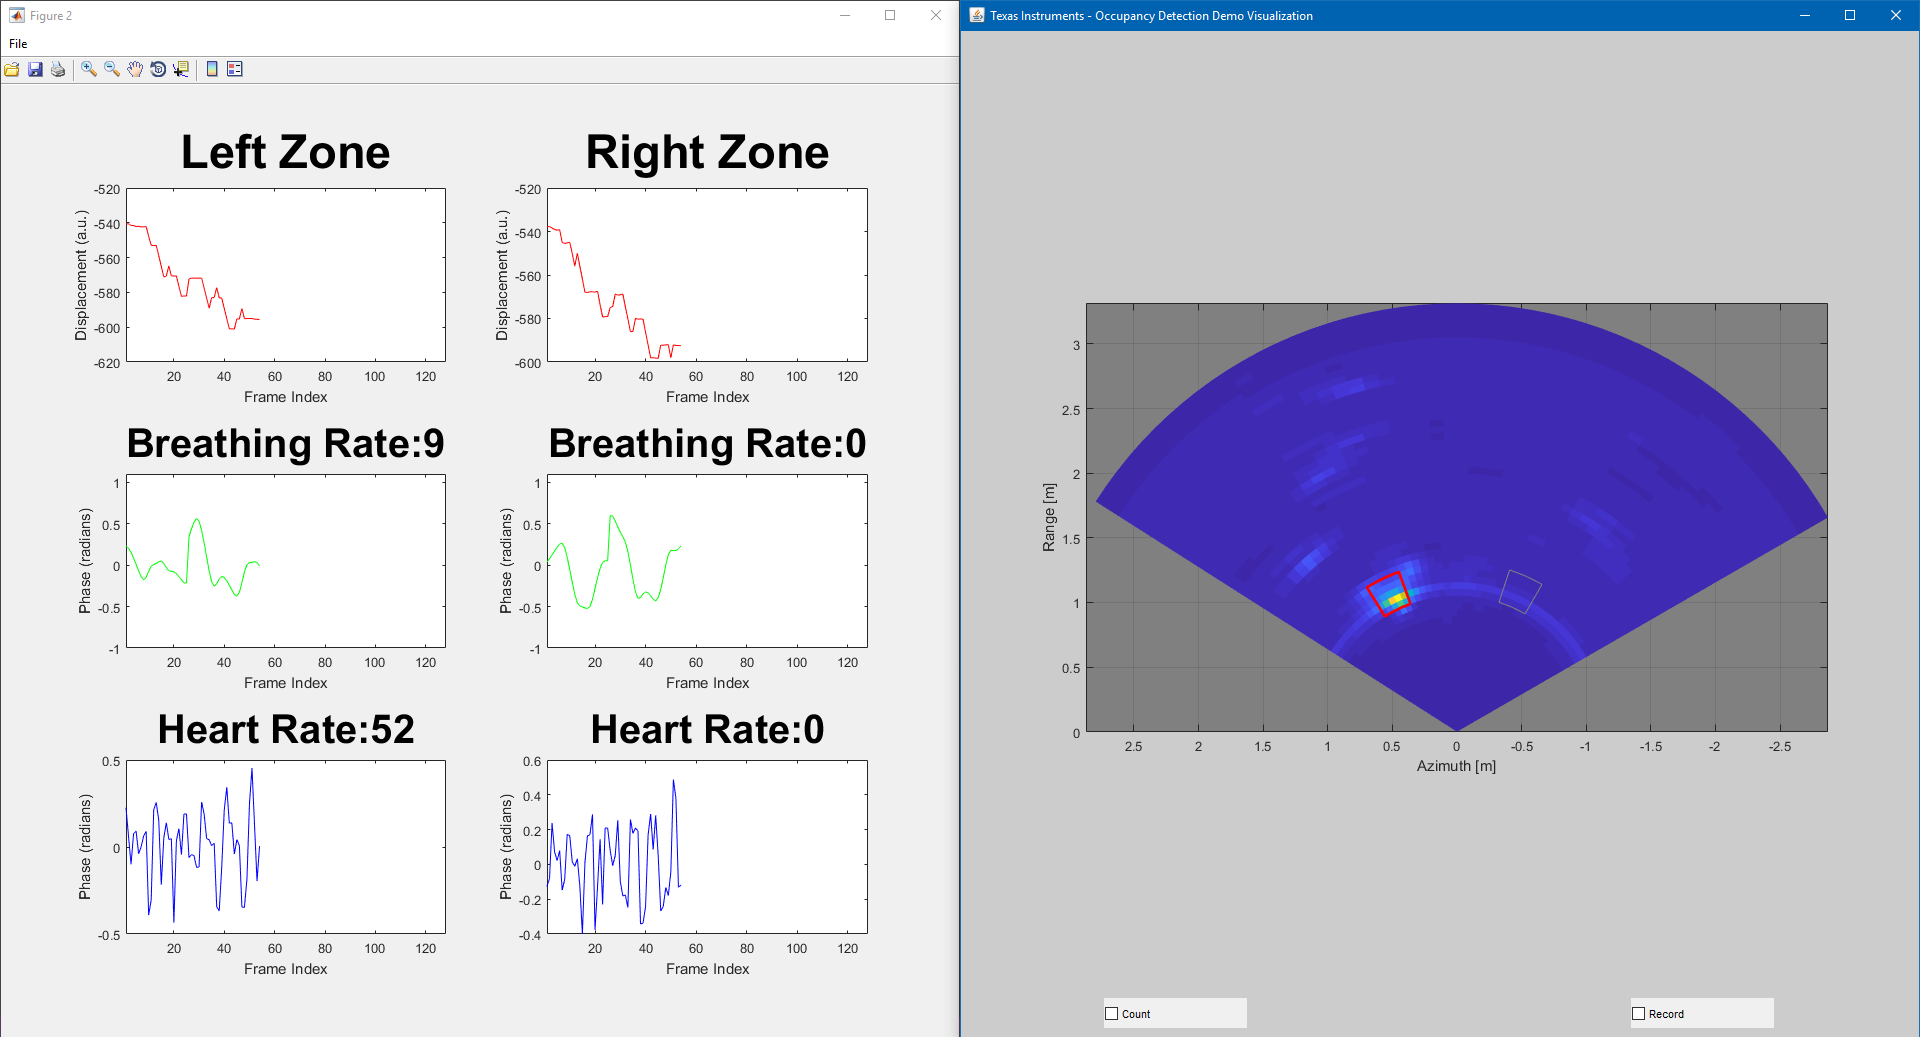 Figure 2
File
Left Zone
-520
-540
-560
-580
-600
-620
Displacement (a.u.)
20 40 60 80 100 120
Frame Index
Right Zone
-520
-540
-560
-580
-600
Displacement (a.u.)
20 40 60 80 100 120
Frame Index
Breathing Rate:9
1
0.5
0
-0.5
-1
Phase (radians)
20 40 60 80 100 120
Frame Index
Breathing Rate:0
1
0.5
0
-0.5
-1
Phase (radians)
20 40 60 80 100 120
Frame Index
Heart Rate:52
0.5
0
-0.5
Phase (radians)
20 40 60 80 100 120
Frame Index
Heart Rate:0
0.6
0.4
0.2
0
-0.2
-0.4
Phase (radians)
20 40 60 80 100 120
Frame Index
Texas Instruments - Occupancy Detection Demo Visualization
3
2.5
2
1.5
1
0.5
0
Range [m]
2.5 2 1.5 1 0.5 0 -0.5 -1 -1.5 -2 -2.5
Azimuth [m]
Count
Record